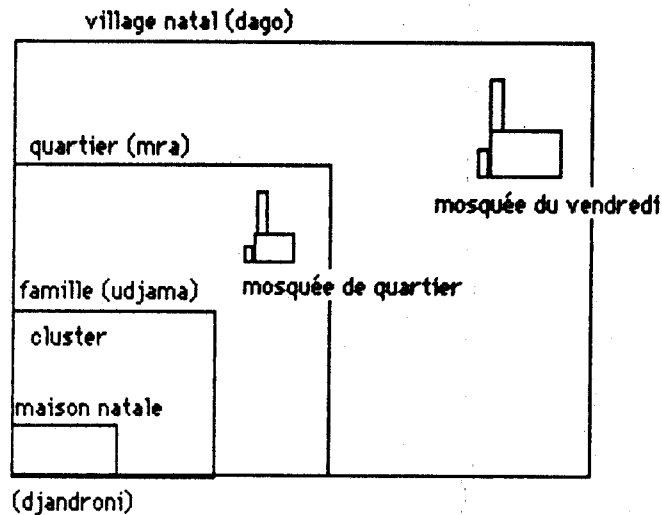 village natal (dago)
quartier (mra)
mosquée du vendredi
famille (udjama)
mosquée de quartier
cluster
maison natale
(djandroni)